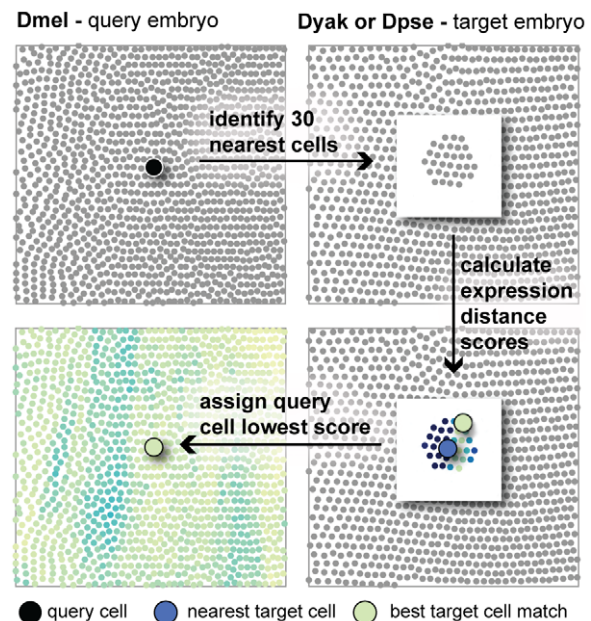 Dmel - query embryo
Dyak or Dpse - target embryo
identify 30
nearest cells
calculate
expression
distance
scores
assign query
cell lowest score
query cell
nearest target cell
best target cell match